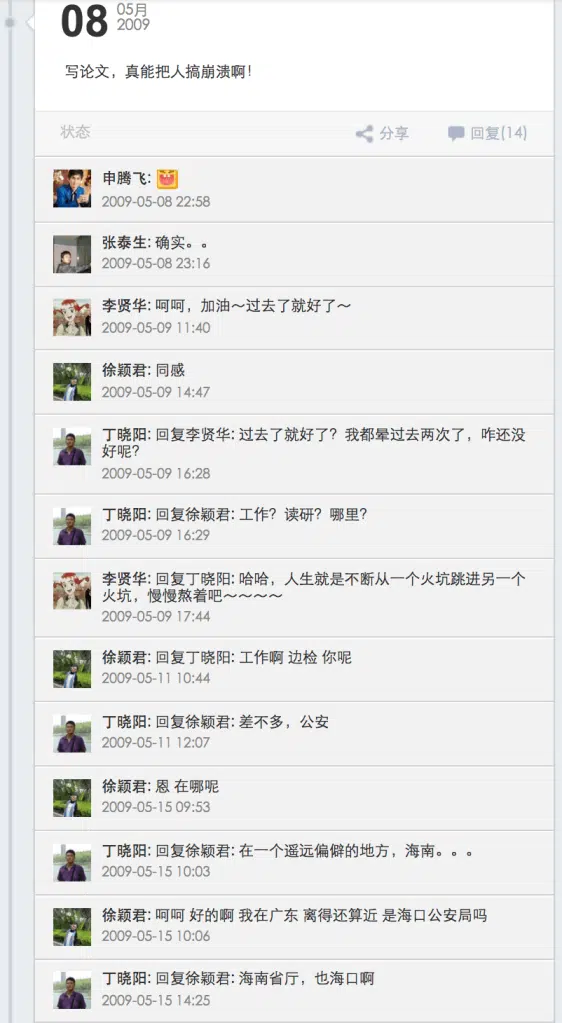 08
05月
2009
写论文，真能把人搞崩溃啊！
状态
分享
回复(14)
申腾飞:
2009-05-08 22:58
张泰生: 确实。。
2009-05-08 23:16
李贤华: 呵呵，加油～过去了就好了～
2009-05-09 11:40
徐颖君: 同感
2009-05-09 14:47
丁晓阳: 回复李贤华: 过去了就好了？我都晕过去两次了，咋还没
好呢？
2009-05-09 16:28
丁晓阳: 回复徐颖君: 工作？读研？哪里？
2009-05-09 16:29
李贤华: 回复丁晓阳: 哈哈，人生就是不断从一个火坑跳进另一个
火坑，慢慢熬着吧～～～～
2009-05-09 17:44
徐颖君: 回复丁晓阳: 工作啊 边检 你呢
2009-05-11 10:44
丁晓阳: 回复徐颖君: 差不多，公安
2009-05-11 12:07
徐颖君: 恩 在哪呢
2009-05-15 09:53
丁晓阳: 回复徐颖君: 在一个遥远偏僻的地方，海南。。。
2009-05-15 10:03
徐颖君: 呵呵 好的啊 我在广东 离得还算近 是海口公安局吗
2009-05-15 10:06
丁晓阳: 回复徐颖君: 海南省厅，也海口啊
2009-05-15 14:25